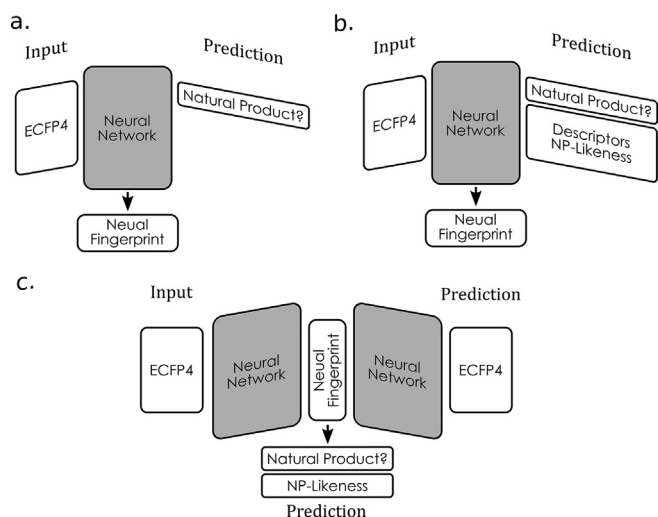 a.
Input
Prediction
ECFP4
Neural
Network
Natural Product?
Neual
Fingerprint
b.
Input
Prediction
ECFP4
Neural
Network
Natural Product?
Descriptors
NP-Likeness
Neural
Fingerprint
c.
Input
Prediction
ECFP4
Neural
Network
Neual
Fingerprint
Neural
Network
ECFP4
Natural Product?
NP-Likeness
Prediction